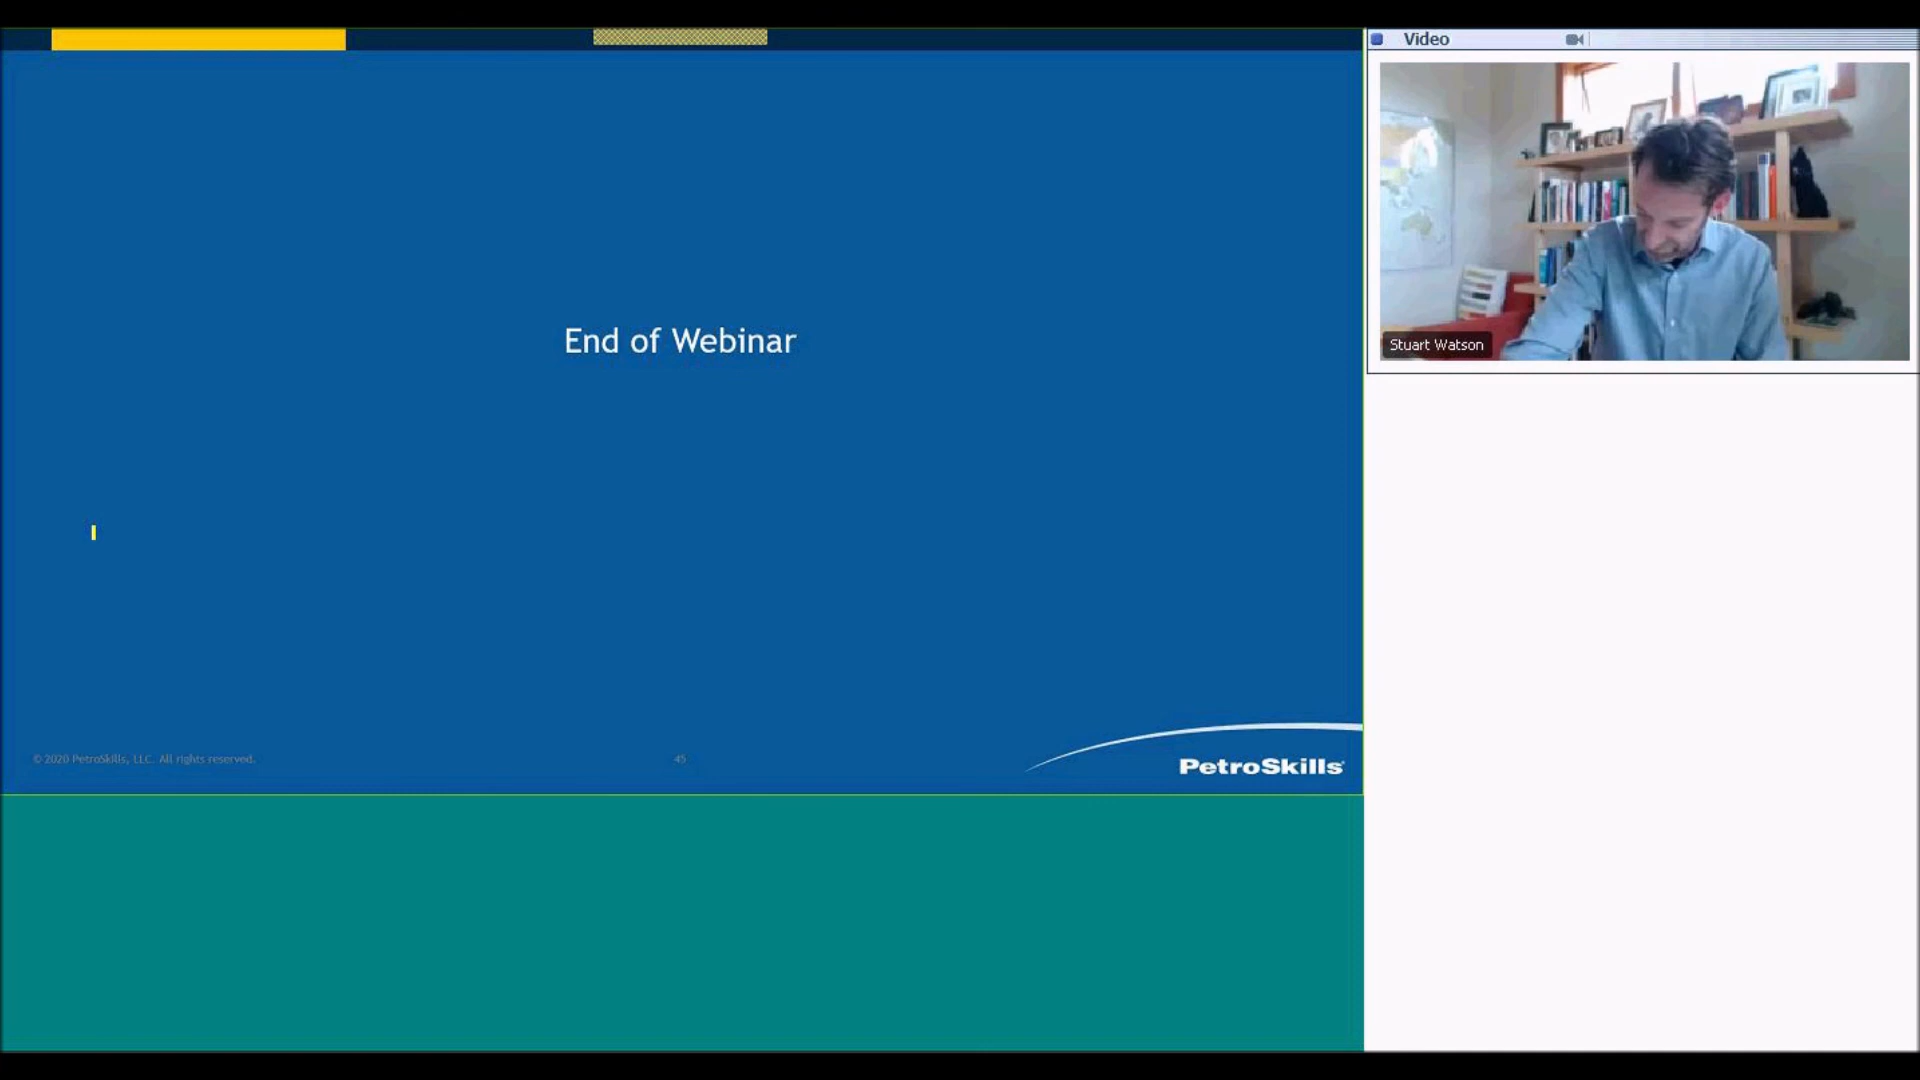 Video
Stuart Watson
End of Webinar
© 2020 PetroSkills, LLC. All rights reserved.
45
PetroSkills